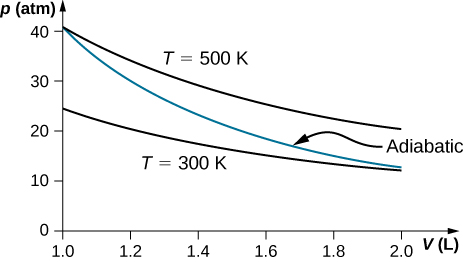 p (atm)
40
T = 500 K
30
20
Adiabatic
T = 300 K
10
0
1.0 1.2 1.4 1.6 1.8 2.0 V (L)